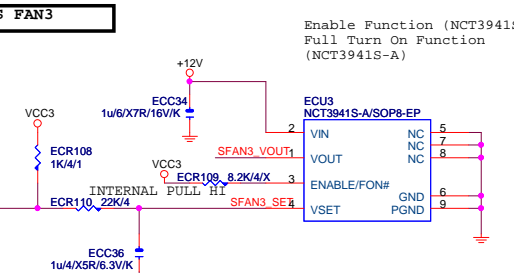 S FAN3
Enable Function (NCT3941S
Full Turn On Function
(NCT3941S-A)
+12V
ECC34
1u/6/X7R/16V/K
ECU3
NCT3941S-A/SOP8-EP
VCC3
ECR108
1K/4/1
2 VIN NC 5
NC 7
SFAN3_VOUT 1 VOUT NC 8
VCC3
ECR109 8.2K/4/X
3 ENABLE/FON#
INTERNAL PULL HI
GND 6
ECR110 22K/4
SFAN3_SET 4 VSET PGND 9
ECC36
1u/4/X5R/6.3V/K